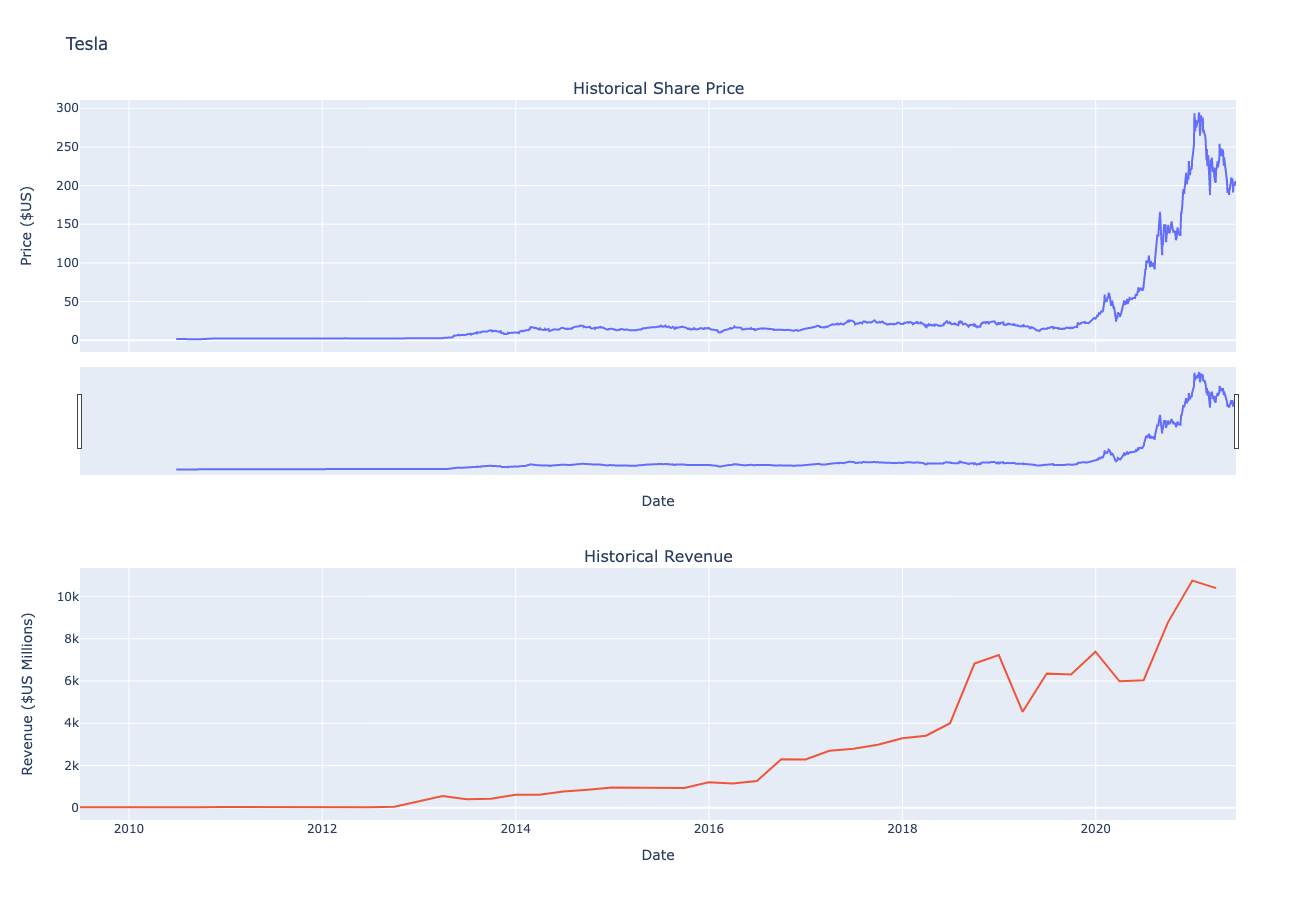 Tesla
Historical Share Price
Price ($US)
300
250
200
150
100
50
0
Date
Historical Revenue
Revenue ($US Millions)
10k
8k
6k
4k
2k
0
2010 2012 2014 2016 2018 2020
Date